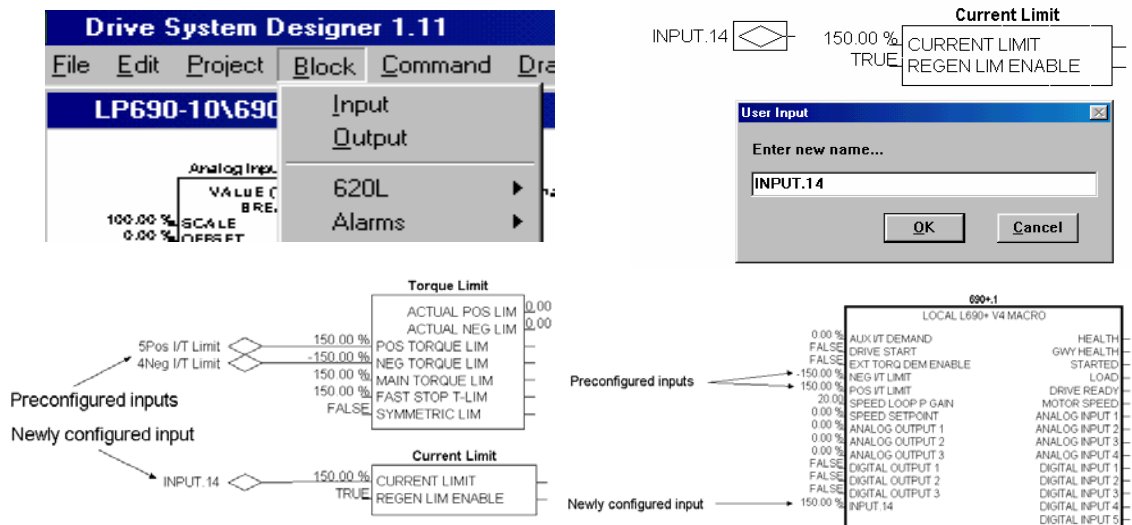 Drive System Designer 1.11
File Edit Project Block Command Dra
LP690-10\690
Input
Output
620L
Alarms
Analog Inpu
VALUE (
BRE
100.00 % SCALE
0.00 % OFFSET
INPUT.14
Current Limit
150.00 % CURRENT LIMIT
TRUE REGEN LIM ENABLE
User Input
Enter new name...
INPUT.14
OK Cancel
Torque Limit
ACTUAL POS LIM 0.00
ACTUAL NEG LIM 0.00
5Pos I/T Limit 150.00 % POS TORQUE LIM
4Neg I/T Limit -150.00 % NEG TORQUE LIM
150.00 % MAIN TORQUE LIM
150.00 % FAST STOP T-LIM
FALSE SYMMETRIC LIM
Preconfigured inputs
Newly configured input
Current Limit
INPUT.14 150.00 % CURRENT LIMIT
TRUE REGEN LIM ENABLE
690+.1
LOCAL L690+ V4 MACRO
0.00 % AUX I/T DEMAND HEALTH
FALSE DRIVE START GWY HEALTH
FALSE EXT TORQ DEM ENABLE STARTED
-150.00 % NEG I/T LIMIT LOAD
150.00 % POS I/T LIMIT DRIVE READY
20.00 SPEED LOOP P GAIN MOTOR SPEED
0.00 % SPEED SETPOINT ANALOG INPUT 1
0.00 % ANALOG OUTPUT 1 ANALOG INPUT 2
0.00 % ANALOG OUTPUT 2 ANALOG INPUT 3
0.00 % ANALOG OUTPUT 3 ANALOG INPUT 4
FALSE DIGITAL OUTPUT 1 DIGITAL INPUT 1
FALSE DIGITAL OUTPUT 2 DIGITAL INPUT 2
FALSE DIGITAL OUTPUT 3 DIGITAL INPUT 3
150.00 % INPUT.14 DIGITAL INPUT 4
DIGITAL INPUT 5
Preconfigured inputs
Newly configured input